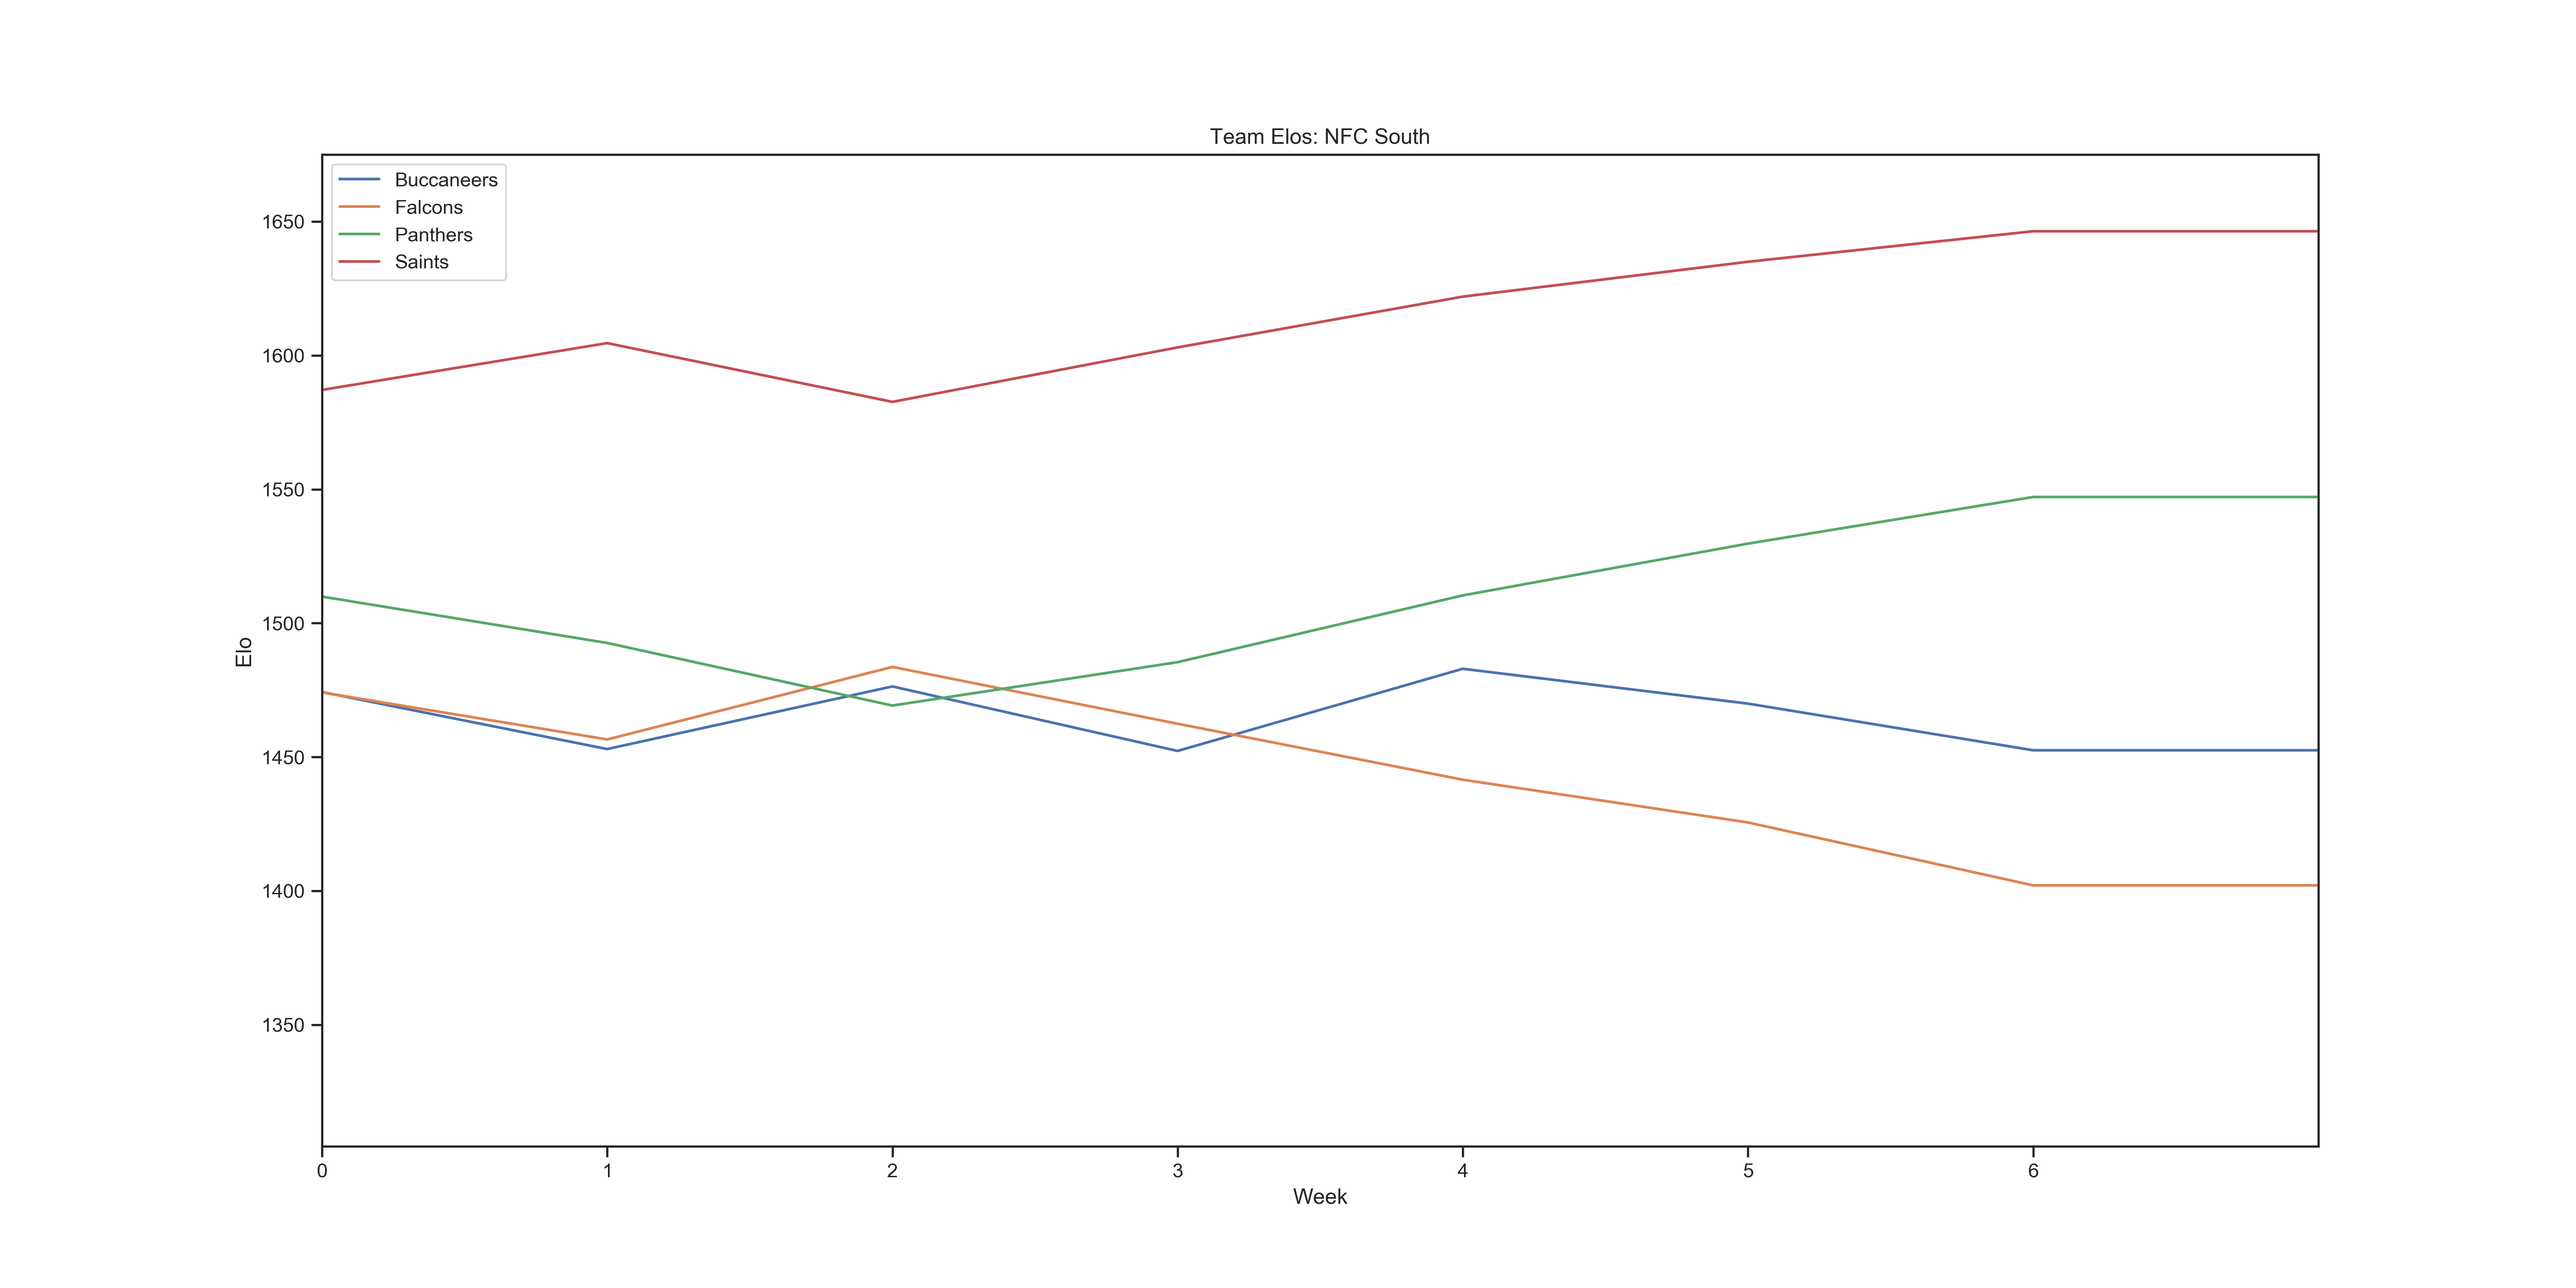 Team Elos: NFC South
Buccaneers
Falcons
Panthers
Saints
1650
1600
1550
1500
1450
1400
1350
Elo
0 1 2 3 4 5 6
Week